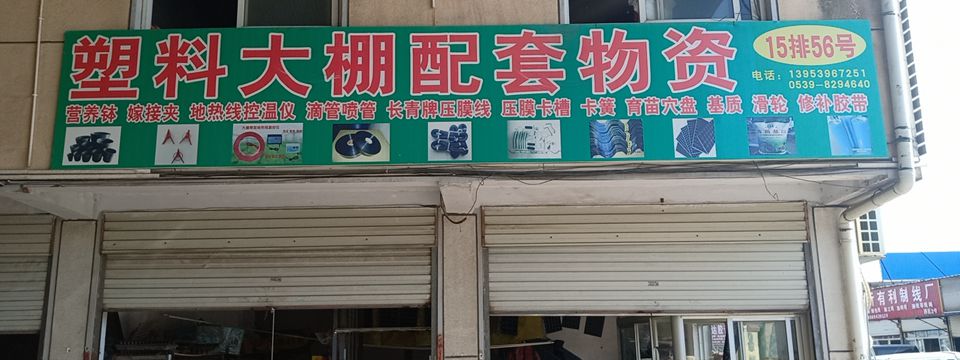 塑料大棚配套物资
15排56号
电话：13953967251
0539-8294640
营养钵 嫁接夹 地热线控温仪 滴管喷管 长青牌压膜线 压膜卡槽 卡簧 育苗穴盘 基质 滑轮 修补胶带
有利制线厂